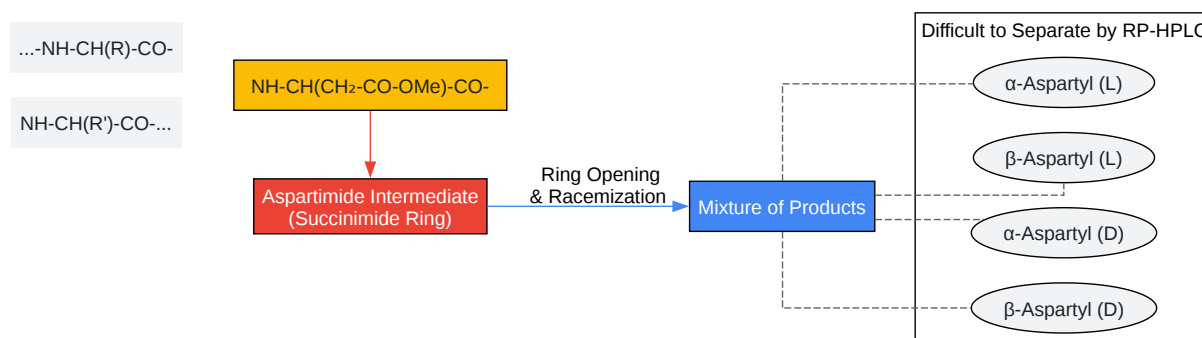 ...-NH-CH(R)-CO-
NH-CH(R')-CO-...
NH-CH(CH₂-CO-OMe)-CO-
Aspartimide Intermediate
(Succinimide Ring)
Ring Opening
& Racemization
Mixture of Products
Difficult to Separate by RP-HPLC
α-Aspartyl (L)
β-Aspartyl (L)
α-Aspartyl (D)
β-Aspartyl (D)